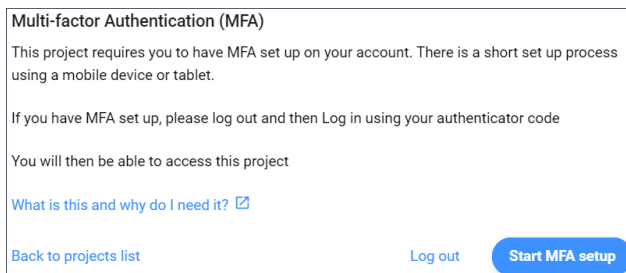 Multi-factor Authentication (MFA)
This project requires you to have MFA set up on your account. There is a short set up process
using a mobile device or tablet.
If you have MFA set up, please log out and then Log in using your authenticator code
You will then be able to access this project
What is this and why do I need it?
Back to projects list Log out Start MFA setup